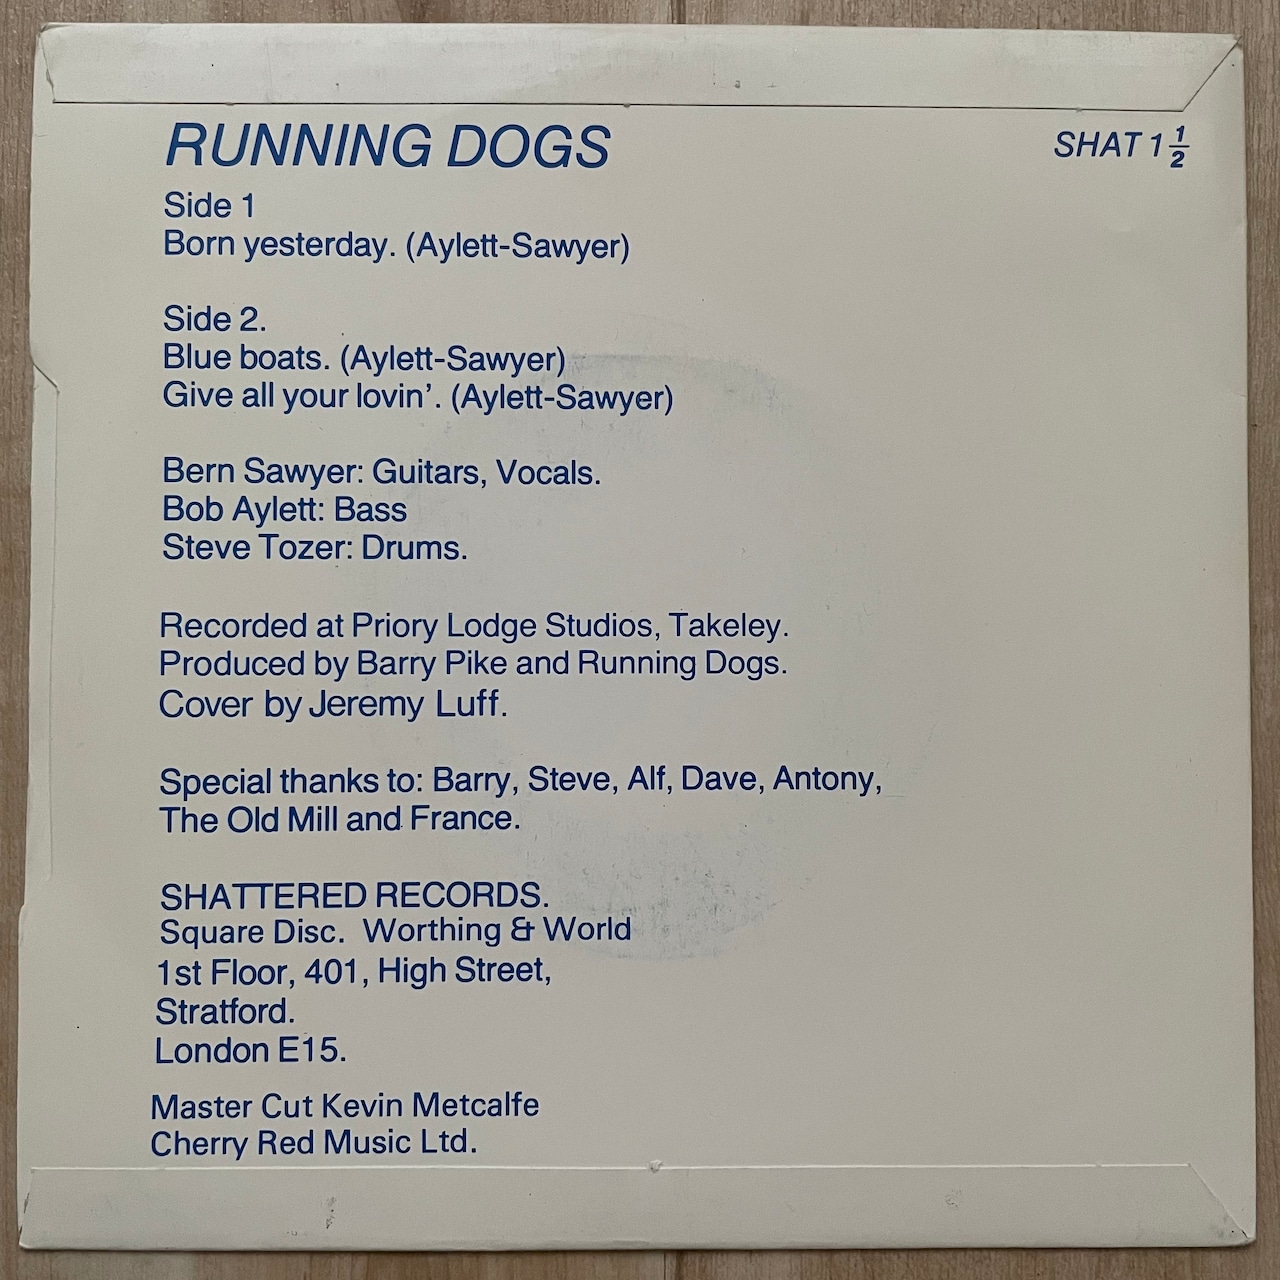 RUNNING DOGS
SHAT 1 1/2
Side 1
Born yesterday. (Aylett-Sawyer)
Side 2.
Blue boats. (Aylett-Sawyer)
Give all your lovin’. (Aylett-Sawyer)
Bern Sawyer: Guitars, Vocals.
Bob Aylett: Bass
Steve Tozer: Drums.
Recorded at Priory Lodge Studios, Takeley.
Produced by Barry Pike and Running Dogs.
Cover by Jeremy Luff.
Special thanks to: Barry, Steve, Alf, Dave, Antony,
The Old Mill and France.
SHATTERED RECORDS.
Square Disc. Worthing & World
1st Floor, 401, High Street,
Stratford.
London E15.
Master Cut Kevin Metcalfe
Cherry Red Music Ltd.